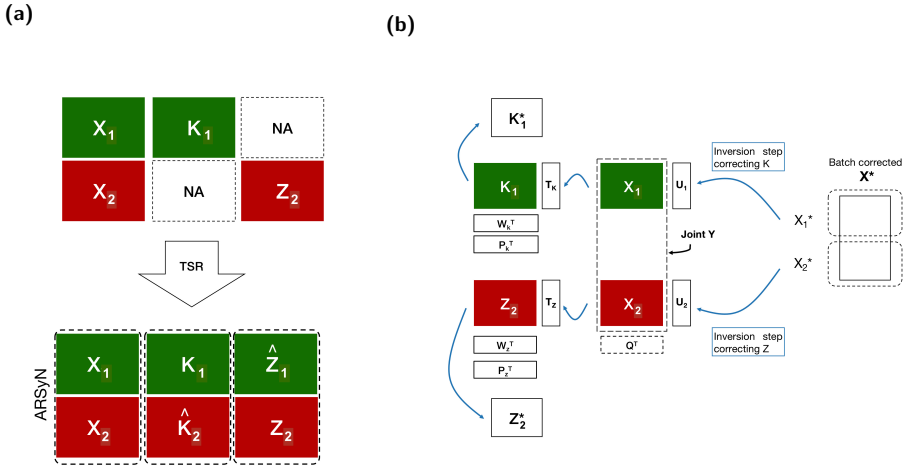 (a)
X1 K1 NA
X2 NA Z2
TSR
ARSyN
X1 K1 Ẑ1
X2 K̂2 Z2
(b)
K1*
K1 TK X1 U1
WkT
PkT
Joint Y
Z2 TZ X2 U2
WzT
PzT
QT
Z2*
Inversion step
correcting K
Batch corrected
X*
X1*
X2*
Inversion step
correcting Z